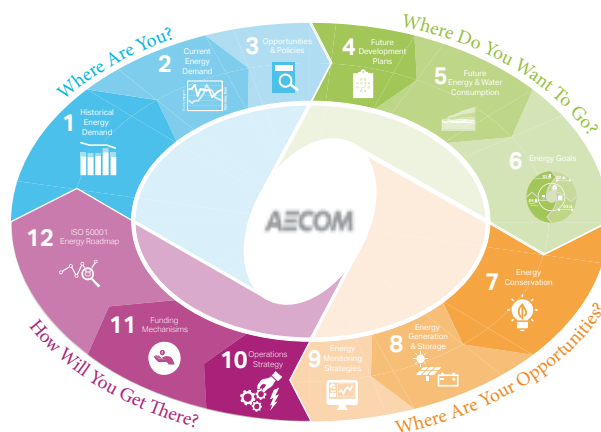 Where Are You?
1 Historical
Energy
Demand
2 Current
Energy
Demand
3 Opportunities
& Policies
Where Do You Want To Go?
4 Future
Development
Plans
5 Future
Energy & Water
Consumption
6 Energy Goals
Where Are Your Opportunities?
7 Energy
Conservation
8 Energy
Generation
& Storage
9 Energy
Monitoring
Strategies
How Will You Get There?
10 Operations
Strategy
11 Funding
Mechanisims
12 ISO 50001
Energy Roadmap
AECOM